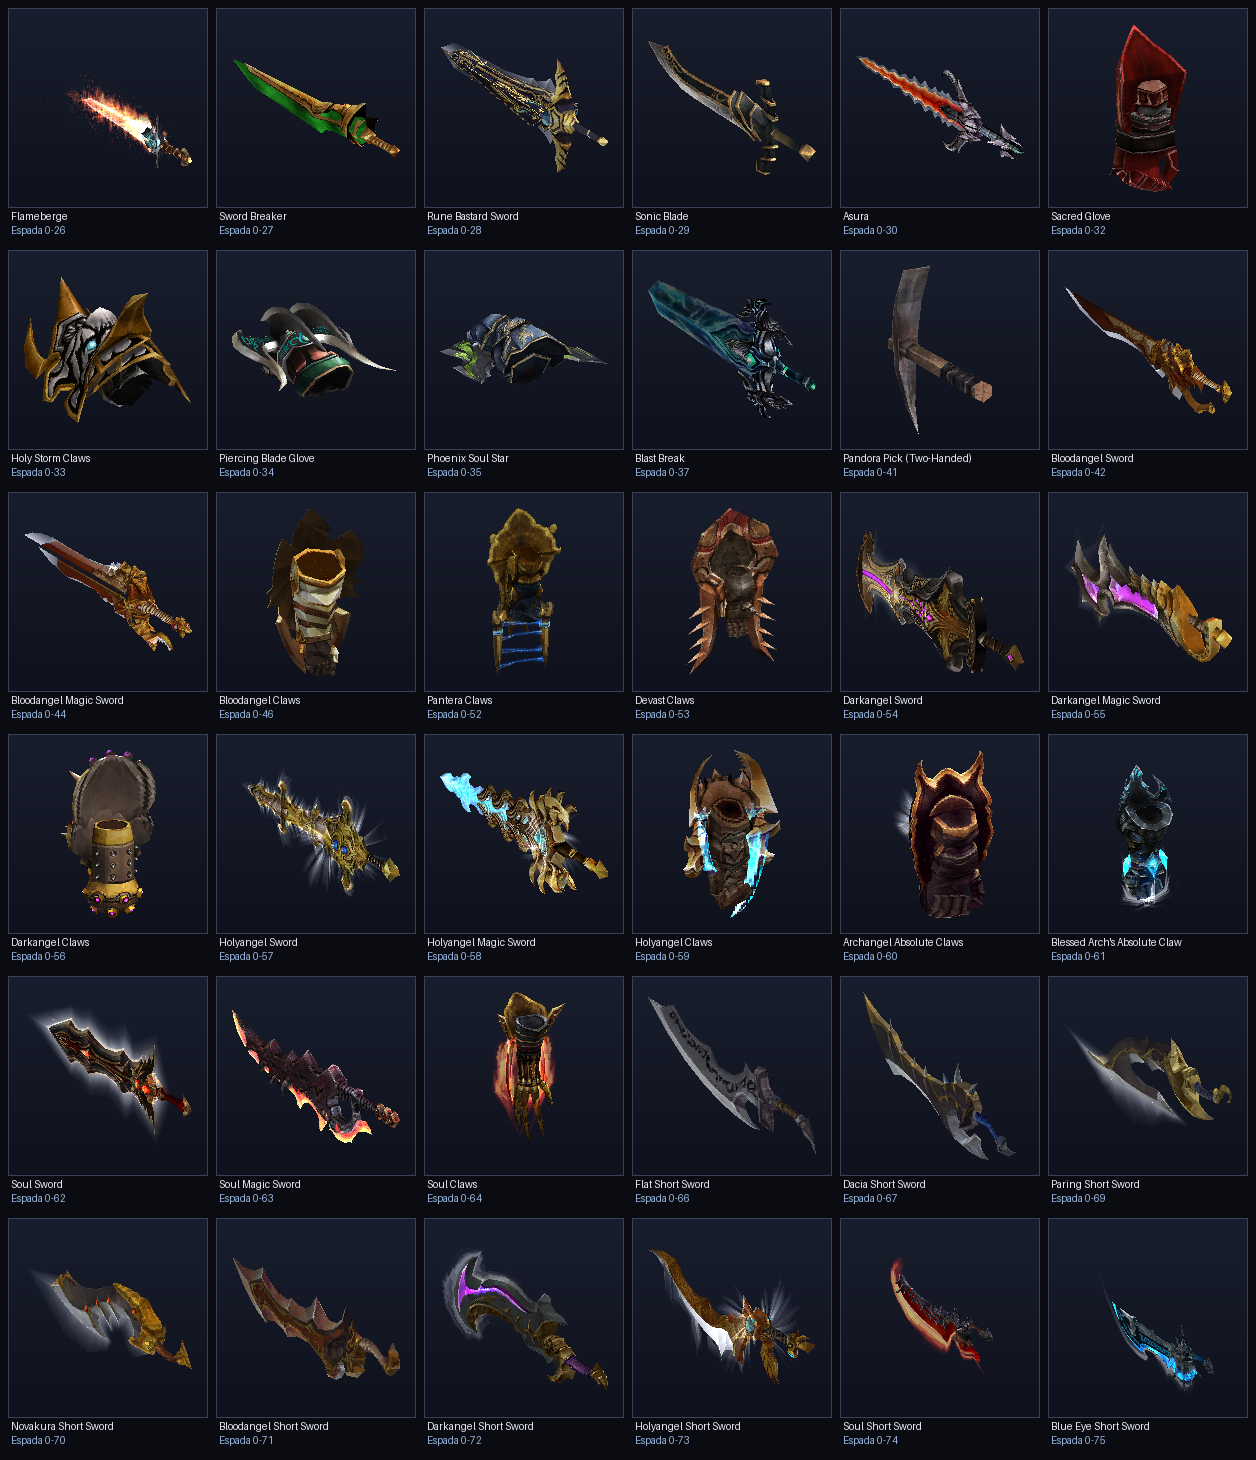 Flameberge
Espada 0-26
Sword Breaker
Espada 0-27
Rune Bastard Sword
Espada 0-28
Sonic Blade
Espada 0-29
Asura
Espada 0-30
Sacred Glove
Espada 0-32
Holy Storm Claws
Espada 0-33
Piercing Blade Glove
Espada 0-34
Phoenix Soul Star
Espada 0-35
Blast Break
Espada 0-37
Pandora Pick (Two-Handed)
Espada 0-41
Bloodangel Sword
Espada 0-42
Bloodangel Magic Sword
Espada 0-44
Bloodangel Claws
Espada 0-46
Pantera Claws
Espada 0-52
Devast Claws
Espada 0-53
Darkangel Sword
Espada 0-54
Darkangel Magic Sword
Espada 0-55
Darkangel Claws
Espada 0-56
Holyangel Sword
Espada 0-57
Holyangel Magic Sword
Espada 0-58
Holyangel Claws
Espada 0-59
Archangel Absolute Claws
Espada 0-60
Blessed Arch's Absolute Claw
Espada 0-61
Soul Sword
Espada 0-62
Soul Magic Sword
Espada 0-63
Soul Claws
Espada 0-64
Flat Short Sword
Espada 0-66
Dacia Short Sword
Espada 0-67
Paring Short Sword
Espada 0-69
Novakura Short Sword
Espada 0-70
Bloodangel Short Sword
Espada 0-71
Darkangel Short Sword
Espada 0-72
Holyangel Short Sword
Espada 0-73
Soul Short Sword
Espada 0-74
Blue Eye Short Sword
Espada 0-75